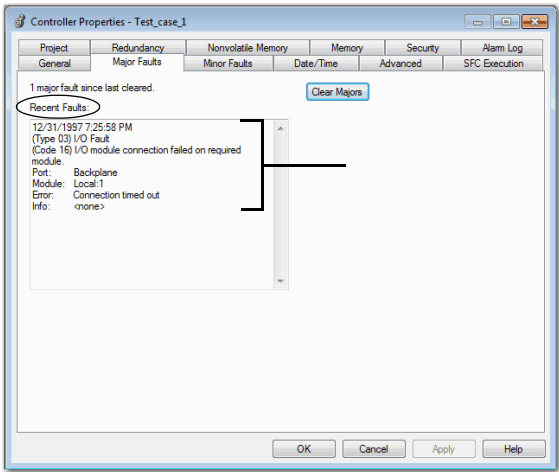 Controller Properties - Test_case_1
Project Redundancy Nonvolatile Memory Memory Security Alarm Log
General Major Faults Minor Faults Date/Time Advanced SFC Execution
1 major fault since last cleared.
Clear Majors
Recent Faults:
12/31/1997 7:25:58 PM
(Type 03) I/O Fault
(Code 16) I/O module connection failed on required
module.
Port: Backplane
Module: Local:1
Error: Connection timed out
Info: <none>
OK Cancel Apply Help